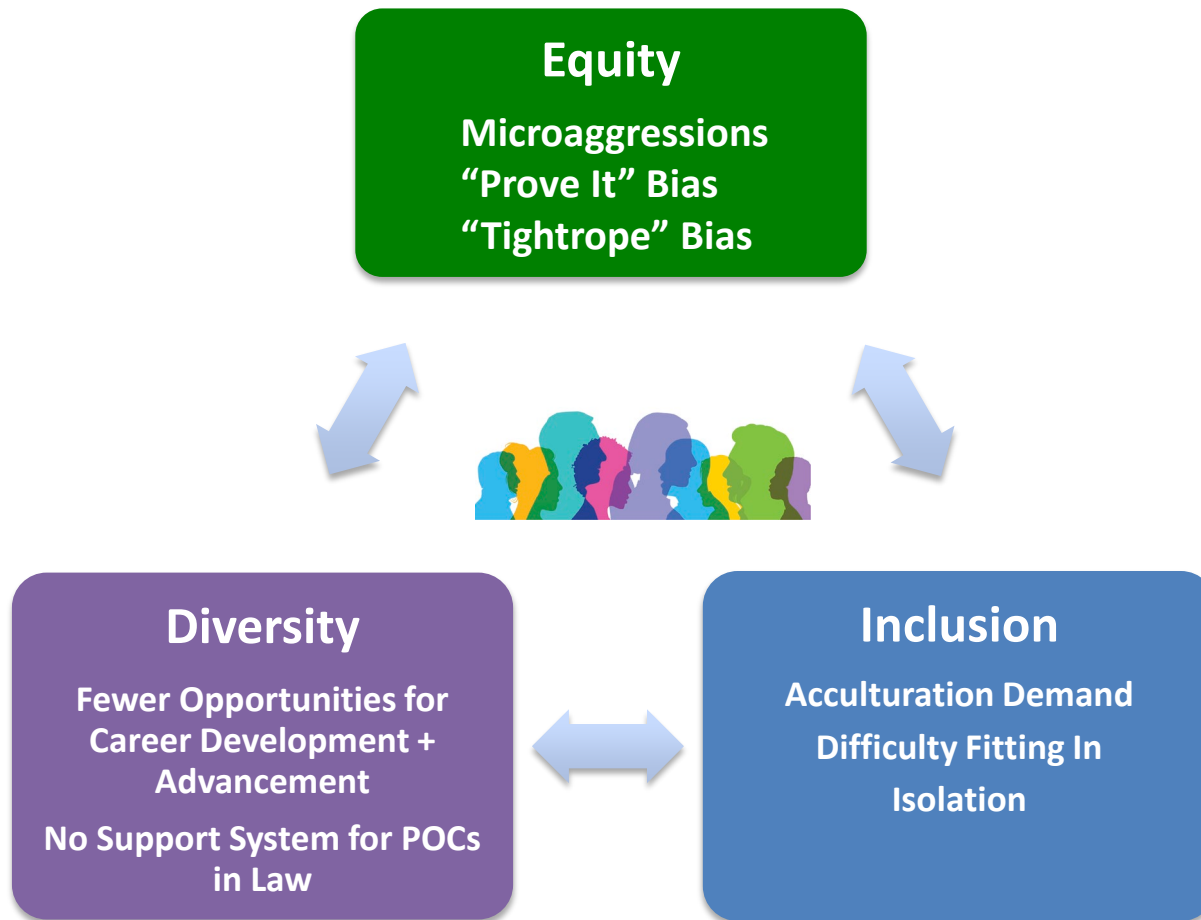 Equity
Microaggressions
“Prove It” Bias
“Tightrope” Bias
Diversity
Fewer Opportunities for
Career Development +
Advancement
No Support System for POCs
in Law
Inclusion
Acculturation Demand
Difficulty Fitting In
Isolation